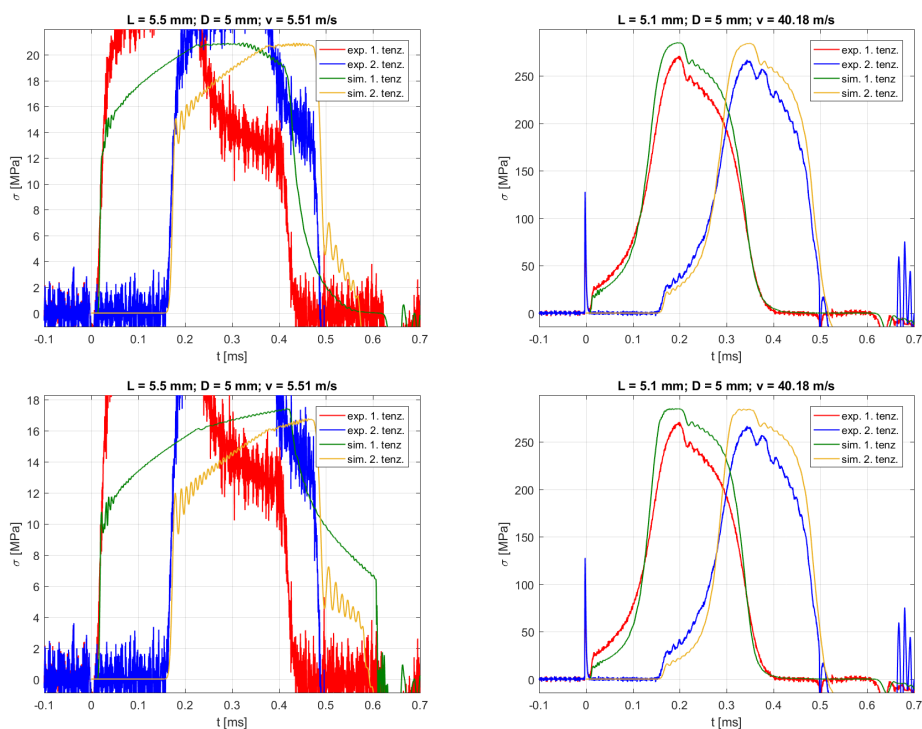 L = 5.5 mm; D = 5 mm; v = 5.51 m/s
σ [MPa]
20
18
16
14
12
10
8
6
4
2
0
exp. 1. tenz.
exp. 2. tenz.
sim. 1. tenz
sim. 2. tenz.
-0.1 0 0.1 0.2 0.3 0.4 0.5 0.6 0.7
t [ms]
L = 5.1 mm; D = 5 mm; v = 40.18 m/s
σ [MPa]
250
200
150
100
50
0
exp. 1. tenz.
exp. 2. tenz.
sim. 1. tenz.
sim. 2. tenz.
-0.1 0 0.1 0.2 0.3 0.4 0.5 0.6 0.7
t [ms]
L = 5.5 mm; D = 5 mm; v = 5.51 m/s
σ [MPa]
18
16
14
12
10
8
6
4
2
0
exp. 1. tenz.
exp. 2. tenz.
sim. 1. tenz.
sim. 2. tenz.
-0.1 0 0.1 0.2 0.3 0.4 0.5 0.6 0.7
t [ms]
L = 5.1 mm; D = 5 mm; v = 40.18 m/s
σ [MPa]
250
200
150
100
50
0
exp. 1. tenz.
exp. 2. tenz.
sim. 1. tenz.
sim. 2. tenz.
-0.1 0 0.1 0.2 0.3 0.4 0.5 0.6 0.7
t [ms]